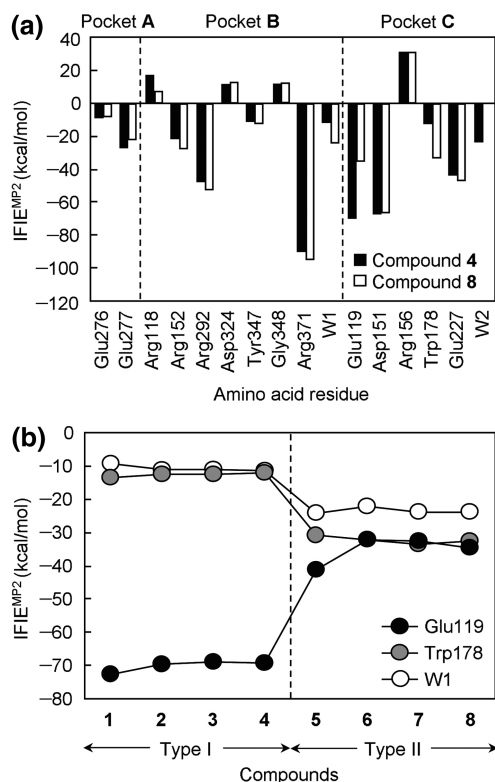 (a)
Pocket A Pocket B Pocket C
IFIE^MP2 (kcal/mol)
40
20
0
−20
−40
−60
−80
−100
−120
Compound 4
Compound 8
Glu276
Glu277
Arg118
Arg152
Arg292
Asp324
Tyr347
Gly348
Arg371
W1
Glu119
Asp151
Arg156
Trp178
Glu227
W2
Amino acid residue
(b)
IFIE^MP2 (kcal/mol)
0
−10
−20
−30
−40
−50
−60
−70
−80
Glu119
Trp178
W1
1 2 3 4 5 6 7 8
Type I Type II
Compounds